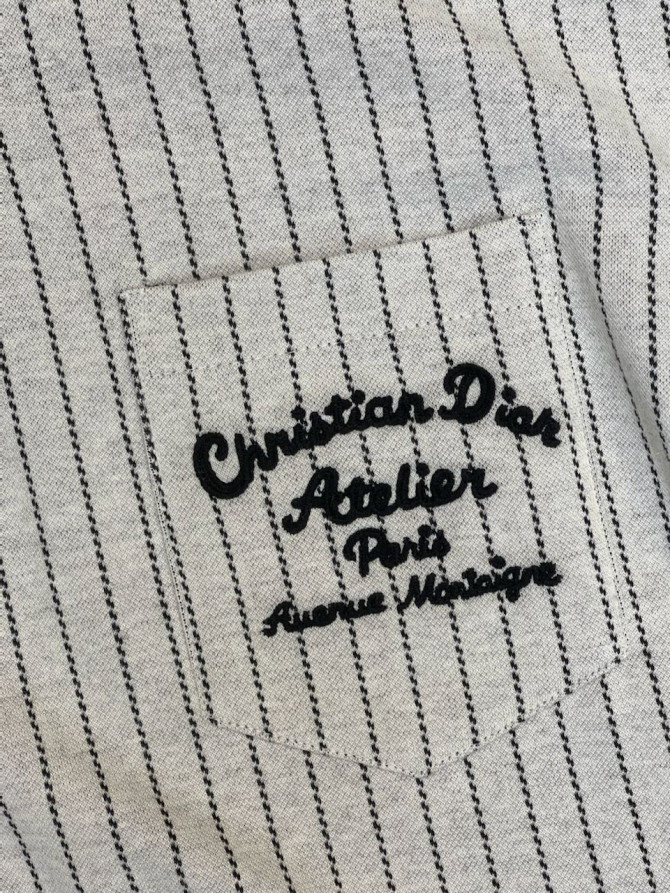 Christian Dior
Atelier
Paris
Avenue Montaigne